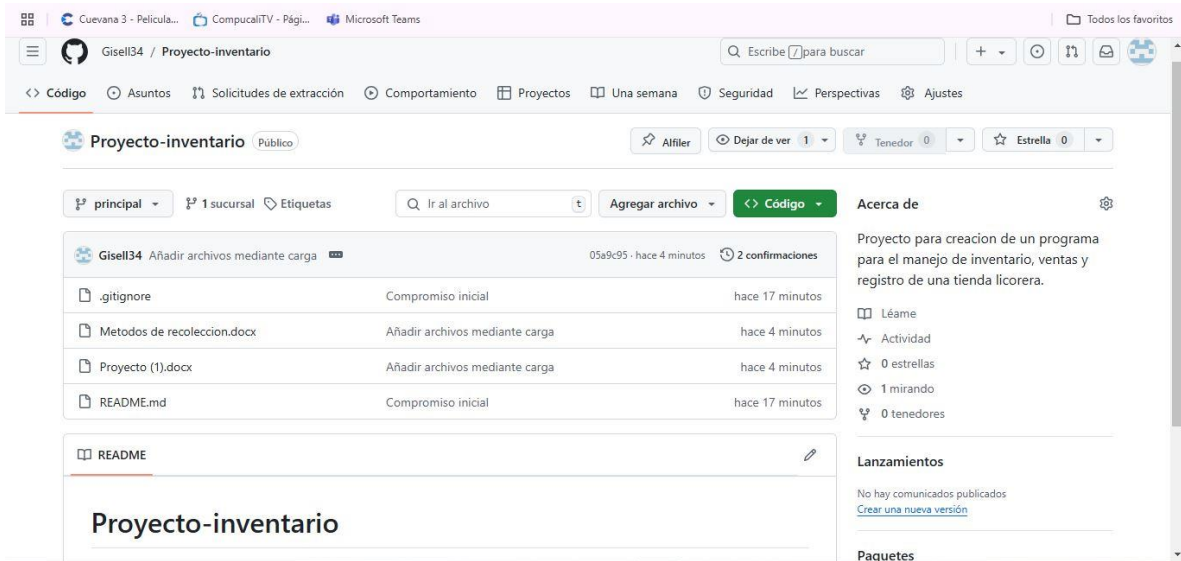 Cuevana 3 - Pelicula... CompucaliTV - Pági... Microsoft Teams Todos los favoritos
Gisell34 / Proyecto-inventario Escribe / para buscar
<> Código Asuntos Solicitudes de extracción Comportamiento Proyectos Una semana Seguridad Perspectivas Ajustes
Proyecto-inventario Público Alfiler Dejar de ver 1 Tenedor 0 Estrella 0
principal 1 sucursal Etiquetas Ir al archivo t Agregar archivo <> Código
Gisell34 Añadir archivos mediante carga 05a9c95 · hace 4 minutos 2 confirmaciones
.gitignore Compromiso inicial hace 17 minutos
Metodos de recoleccion.docx Añadir archivos mediante carga hace 4 minutos
Proyecto (1).docx Añadir archivos mediante carga hace 4 minutos
README.md Compromiso inicial hace 17 minutos
README
Proyecto-inventario
Acerca de
Proyecto para creacion de un programa
para el manejo de inventario, ventas y
registro de una tienda licorera.
Léame
Actividad
0 estrellas
1 mirando
0 tenedores
Lanzamientos
No hay comunicados publicados
Crear una nueva versión
Paquetes